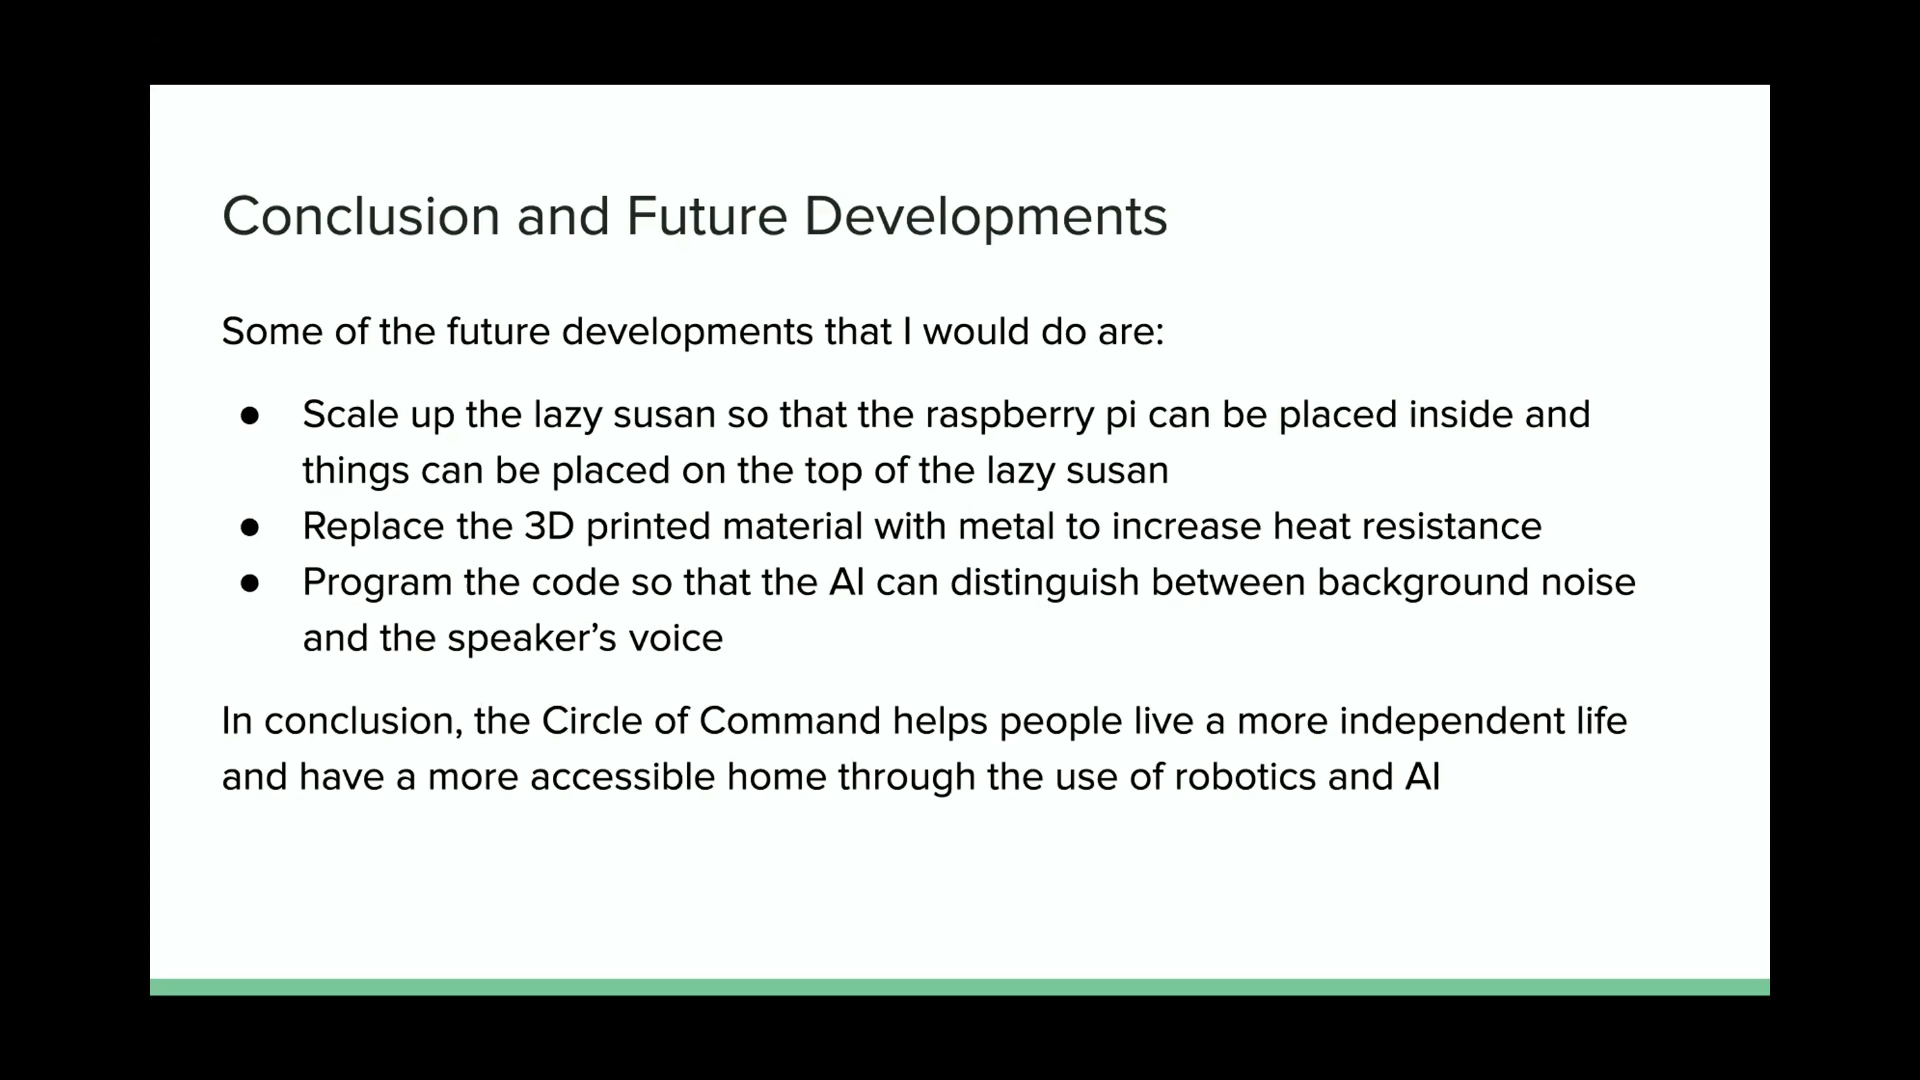 Conclusion and Future Developments
Some of the future developments that I would do are:
● Scale up the lazy susan so that the raspberry pi can be placed inside and
things can be placed on the top of the lazy susan
● Replace the 3D printed material with metal to increase heat resistance
● Program the code so that the AI can distinguish between background noise
and the speaker’s voice
In conclusion, the Circle of Command helps people live a more independent life
and have a more accessible home through the use of robotics and AI